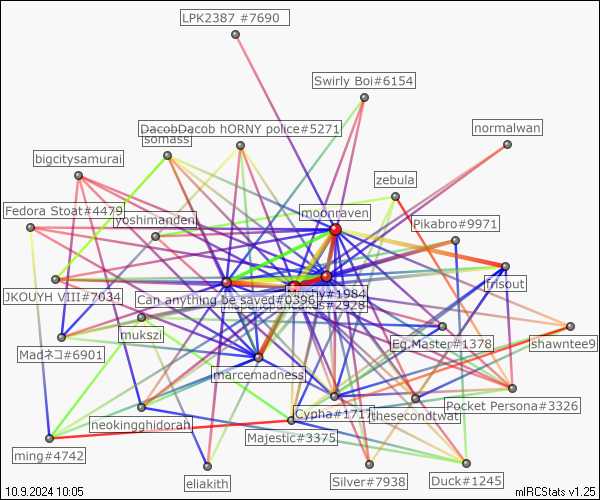 LPK2387 #7690
Swirly Boi#6154
DacobDacob hORNY police#5271
normalwan
somass
bigcitysamurai
zebula
Fedora Stoat#4479
yoshimanden
moonraven
Pikabro#9971
JKOUYH VIII#7034
Can anything be saved#0396
frisout
mukszi
Eg.Master#1378
shawntee9
Madネコ#6901
marcemadness
neokingghidorah
Cypha#1717
thesecondtwat
Pocket Persona#3326
ming#4742
Majestic#3375
eliakith
Silver#7938
Duck#1245
10.9.2024 10:05
mIRCStats v1.25